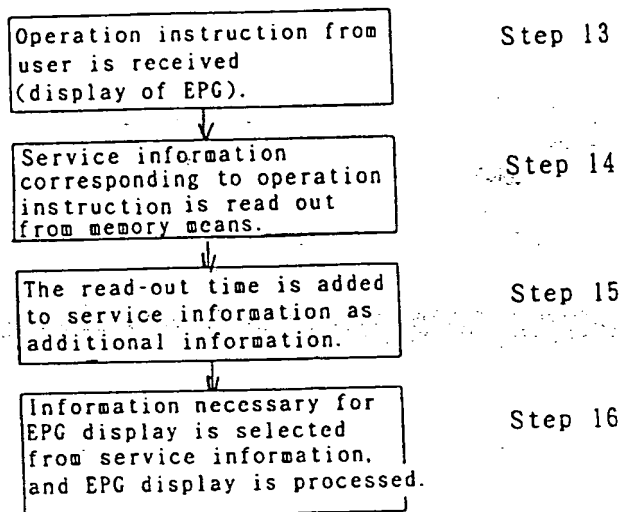 Operation instruction from
user is received
(display of EPG).
Step 13
Service information
corresponding to operation
instruction is read out
from memory means.
Step 14
The read-out time is added
to service information as
additional information.
Step 15
Information necessary for
EPG display is selected
from service information,
and EPG display is processed.
Step 16